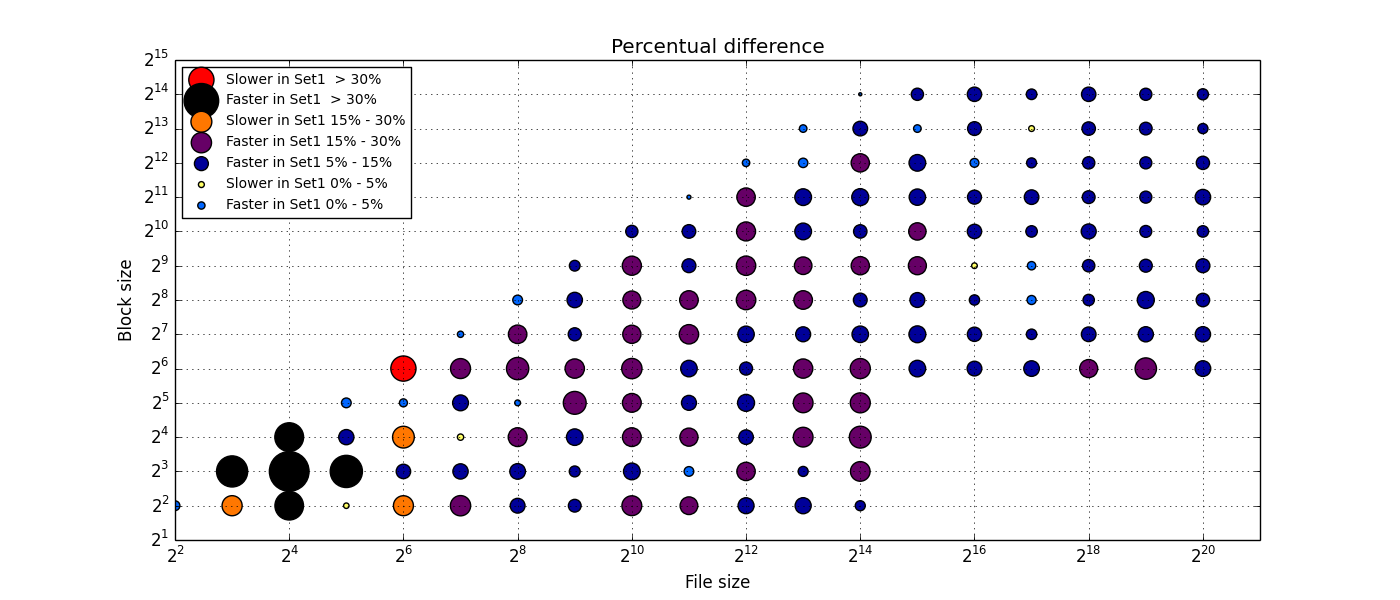 Percentual difference
2^15
2^14
2^13
2^12
2^11
2^10
2^9
2^8
2^7
2^6
2^5
2^4
2^3
2^2
2^1
Block size
Slower in Set1 > 30%
Faster in Set1 > 30%
Slower in Set1 15% - 30%
Faster in Set1 15% - 30%
Faster in Set1 5% - 15%
Slower in Set1 0% - 5%
Faster in Set1 0% - 5%
2^2 2^4 2^6 2^8 2^10 2^12 2^14 2^16 2^18 2^20
File size